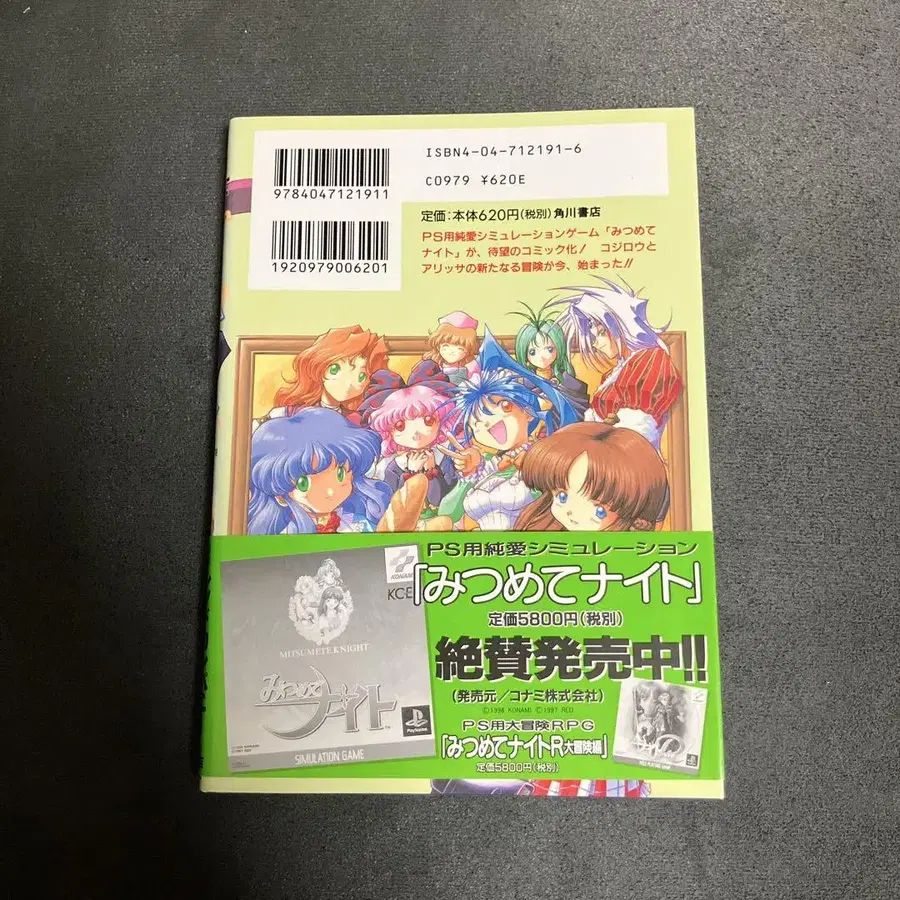 ISBN4-04-712191-6
9784047121911
C0979 ¥620E
定価:本体620円(税別) 角川書店
1920979006201
PS用純愛シミュレーションゲーム「みつめて
ナイト」が、待望のコミック化! コジロウと
アリッサの新たなる冒険が今、始まった!!
PS用純愛シミュレーション
「みつめてナイト」
定価5800円(税別)
絶賛発売中!!
(発売元/コナミ株式会社)
©1998 KONAMI ©1997 RED
PS用大冒険RPG
「みつめてナイトR大冒険編」
定価5800円(税別)
KONAMI
KCE
MITSUMETE KNIGHT
みつめてナイト
PlayStation
SIMULATION GAME